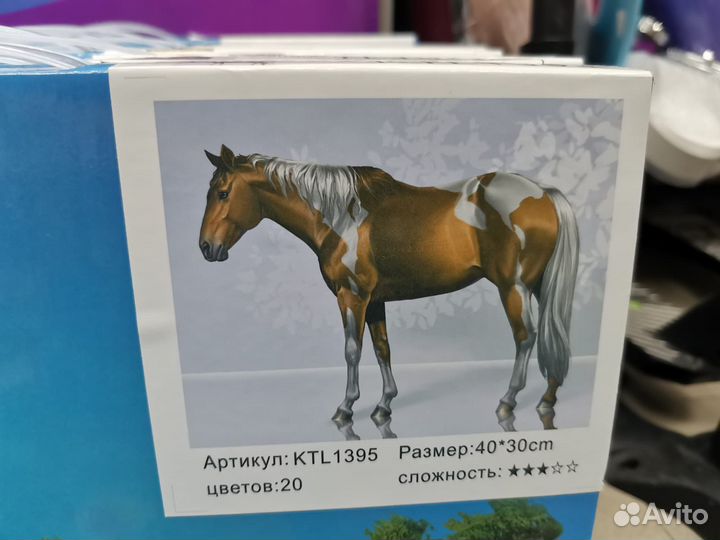 Артикул: KTL1395 Размер:40*30cm
цветов:20 сложность: ★★★☆☆
Avito